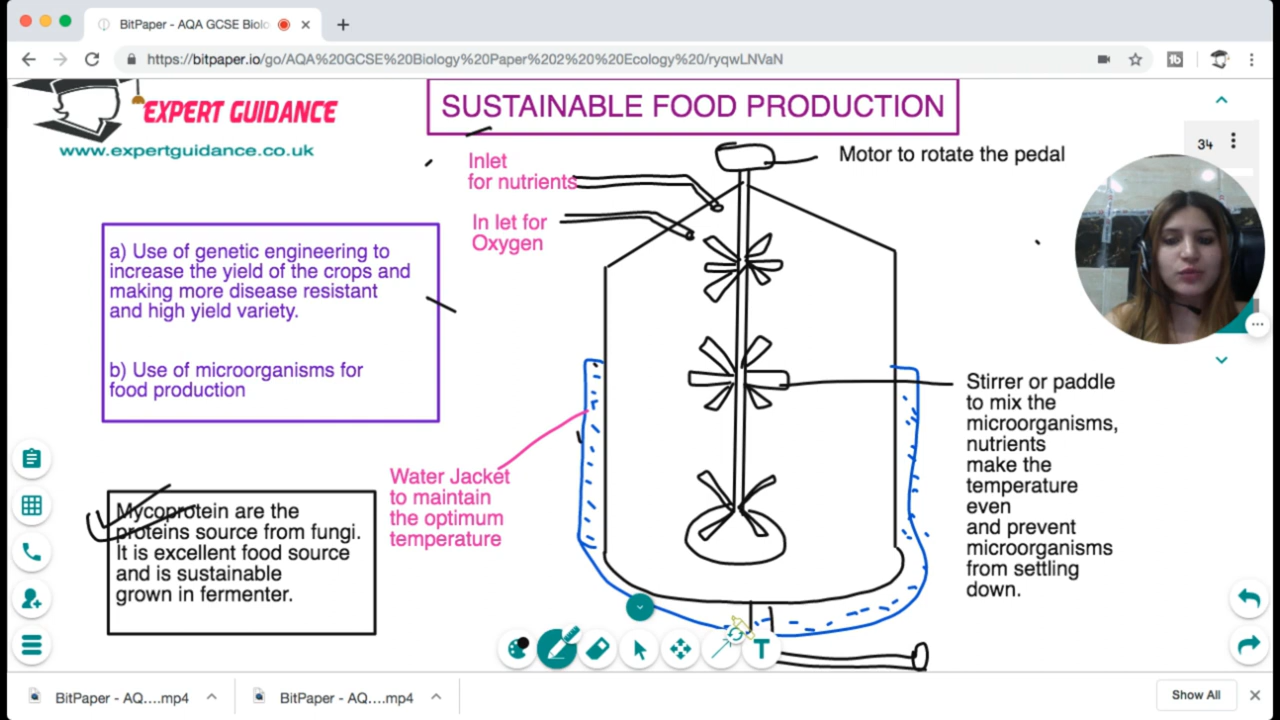 BitPaper - AQA GCSE Biolo
https://bitpaper.io/go/AQA%20GCSE%20Biology%20Paper%202%20%20Ecology%20/ryqwLNVaN
EXPERT GUIDANCE
www.expertguidance.co.uk
SUSTAINABLE FOOD PRODUCTION
34
Inlet
for nutrients
In let for
Oxygen
Motor to rotate the pedal
a) Use of genetic engineering to
increase the yield of the crops and
making more disease resistant
and high yield variety.
b) Use of microorganisms for
food production
Stirrer or paddle
to mix the
microorganisms,
nutrients
make the
temperature
even
and prevent
microorganisms
from settling
down.
Water Jacket
to maintain
the optimum
temperature
Mycoprotein are the
proteins source from fungi.
It is excellent food source
and is sustainable
grown in fermenter.
T
BitPaper - AQ....mp4
BitPaper - AQ....mp4
Show All